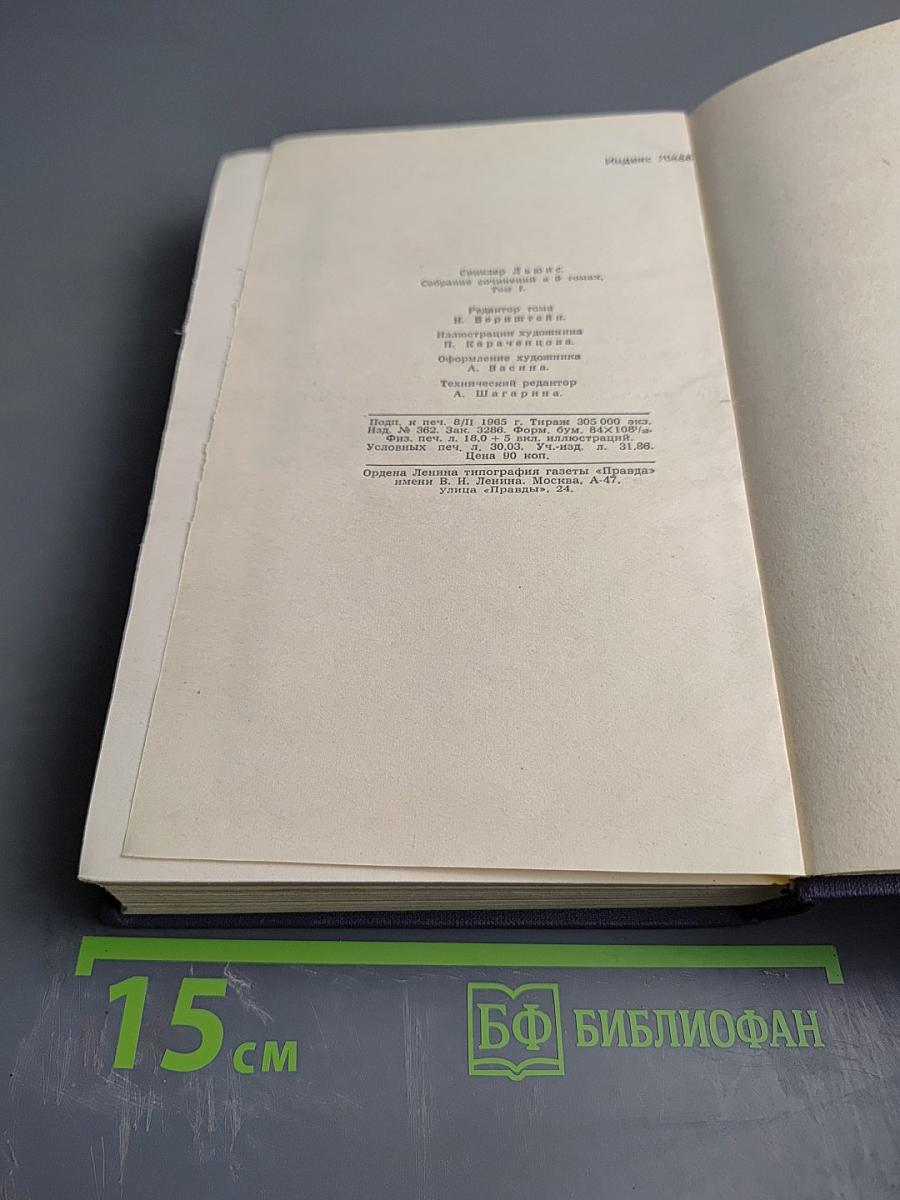 Индекс
Синклер Льюис.
Собрание сочинений в 9 томах.
Том I.
Редактор тома
И. Бернштейн.
Иллюстрации художника
П. Караченцова.
Оформление художника
А. Васина.
Технический редактор
А. Шагарина.
Подп. к печ. 8/II 1965 г. Тираж 305 000 экз.
Изд. № 362. Зак. 3286. Форм. бум. 84×108¹/₃₂.
Физ. печ. л. 18,0 + 5 вкл. иллюстраций.
Условных печ. л. 30,03. Уч.-изд. л. 31,86.
Цена 90 коп.
Ордена Ленина типография газеты «Правда»
имени В. И. Ленина. Москва, А-47,
улица «Правды», 24.
15 см
БФ БИБЛИОФАН